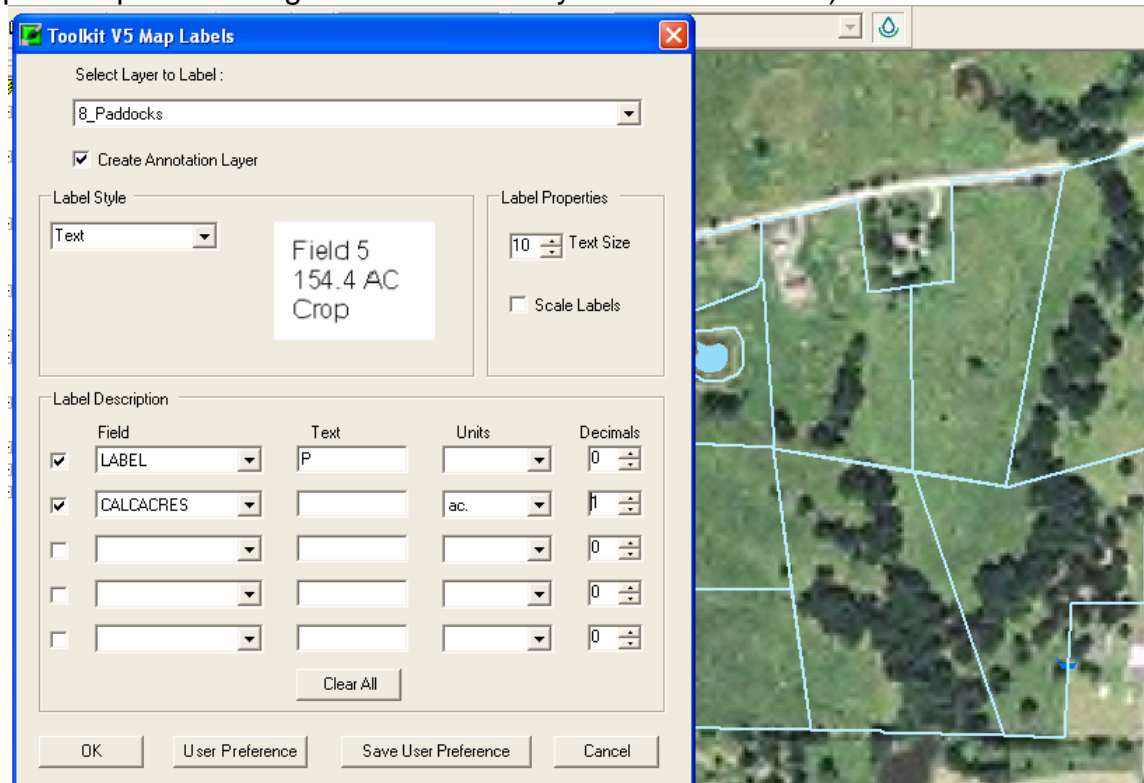 Toolkit V5 Map Labels
Select Layer to Label :
8_Paddocks
Create Annotation Layer
Label Style
Text
Field 5
154.4 AC
Crop
Label Properties
10 Text Size
Scale Labels
Label Description
Field Text Units Decimals
LABEL P 0
CALCACRES ac. 1
0
0
0
Clear All
OK User Preference Save User Preference Cancel